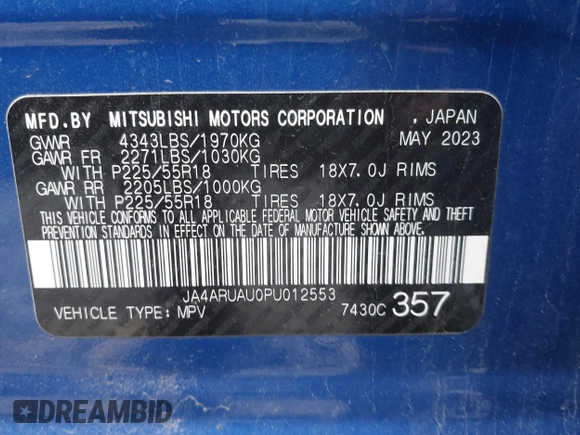 MFD.BY MITSUBISHI MOTORS CORPORATION , JAPAN
GVWR 4343LBS/1970KG MAY 2023
GAWR FR 2271LBS/1030KG
WITH P225/55R18 TIRES 18X7.0J RIMS
GAWR RR 2205LBS/1000KG
WITH P225/55R18 TIRES 18X7.0J RIMS
THIS VEHICLE CONFORMS TO ALL APPLICABLE FEDERAL MOTOR VEHICLE SAFETY AND THEFT
PREVENTION STANDARDS IN EFFECT ON THE DATE OF MANUFACTURE SHOWN ABOVE.
JA4ARUAU0PU012553
VEHICLE TYPE: MPV 7430C 357
DREAMBID